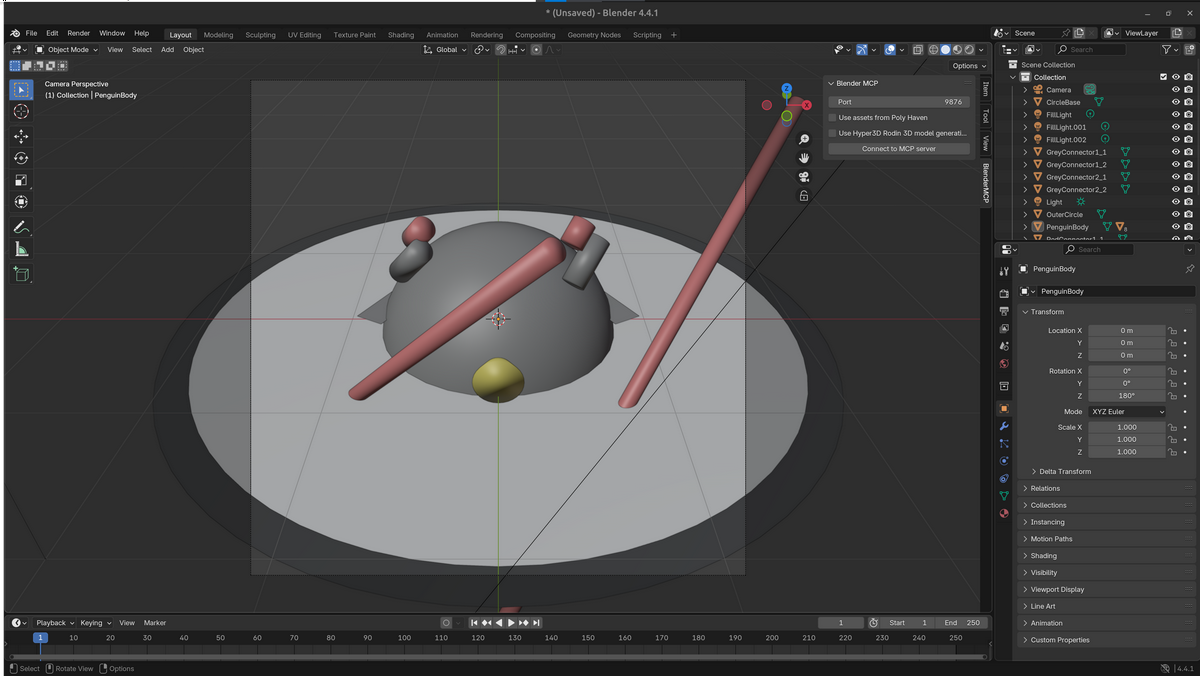 * (Unsaved) - Blender 4.4.1
File Edit Render Window Help
Layout Modeling Sculpting UV Editing Texture Paint Shading Animation Rendering Compositing Geometry Nodes Scripting +
Scene
ViewLayer
Object Mode View Select Add Object
Global
Search
Options
Camera Perspective
(1) Collection | PenguinBody
Z
X
Blender MCP
Port 9876
Use assets from Poly Haven
Use Hyper3D Rodin 3D model generati...
Connect to MCP server
Item
Tool
View
BlenderMCP
Scene Collection
Collection
Camera
CircleBase
FillLight
FillLight.001
FillLight.002
GreyConnector1_1
GreyConnector1_2
GreyConnector2_1
GreyConnector2_2
Light
OuterCircle
PenguinBody
RedConnector1_1
Search
PenguinBody
PenguinBody
Transform
Location X 0 m
Y 0 m
Z 0 m
Rotation X 0°
Y 0°
Z 180°
Mode XYZ Euler
Scale X 1.000
Y 1.000
Z 1.000
Delta Transform
Relations
Collections
Instancing
Motion Paths
Shading
Visibility
Viewport Display
Line Art
Animation
Custom Properties
Playback Keying View Marker
1 Start 1 End 250
1 10 20 30 40 50 60 70 80 90 100 110 120 130 140 150 160 170 180 190 200 210 220 230 240 250
Select Rotate View Options
4.4.1